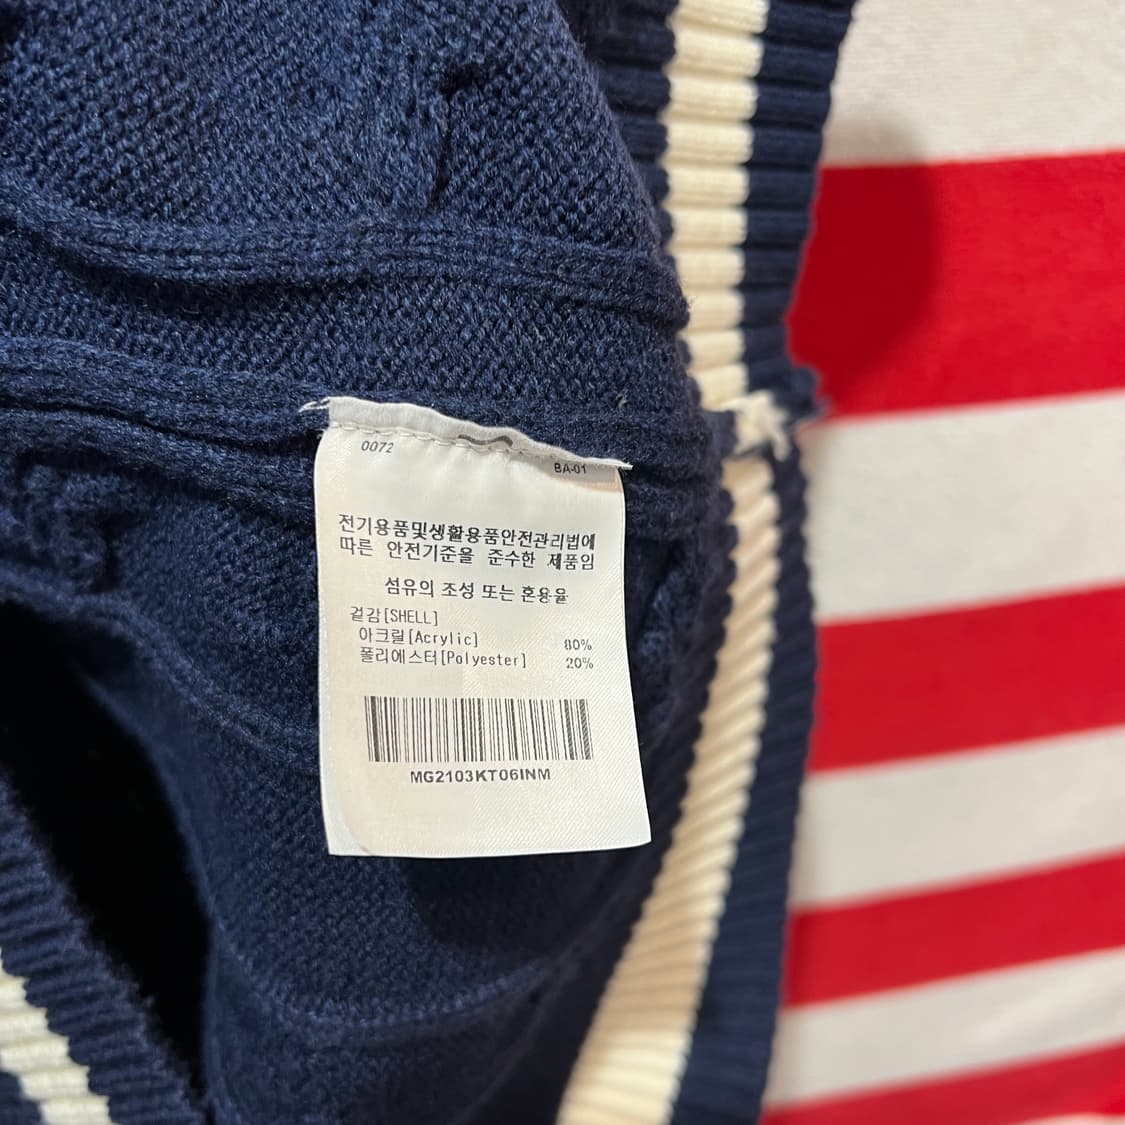 0072
BA-01
전기용품및생활용품안전관리법에
따른 안전기준을 준수한 제품임
섬유의 조성 또는 혼용율
겉감[SHELL]
아크릴[Acrylic] 80%
폴리에스터[Polyester] 20%
MG2103KT06INM